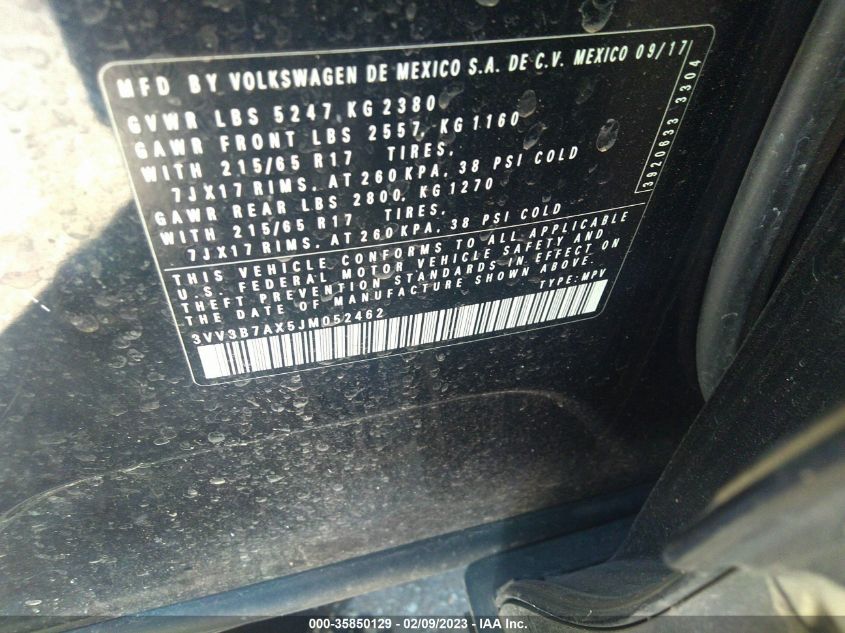 MFD BY VOLKSWAGEN DE MEXICO S.A. DE C.V. MEXICO 09/17
GVWR LBS 5247 KG 2380
GAWR FRONT LBS 2557, KG 1160
WITH 215/65 R17 TIRES,
7JX17 RIMS, AT 260 KPA, 38 PSI COLD
GAWR REAR LBS 2800, KG 1270
WITH 215/65 R17 TIRES,
7JX17 RIMS, AT 260 KPA, 38 PSI COLD
THIS VEHICLE CONFORMS TO ALL APPLICABLE
U.S. FEDERAL MOTOR VEHICLE SAFETY AND
THEFT PREVENTION STANDARDS IN EFFECT ON
THE DATE OF MANUFACTURE SHOWN ABOVE.
TYPE: MPV
3VV3B7AX5JM052462
3920633 3304
000-35850129 - 02/09/2023 - IAA Inc.